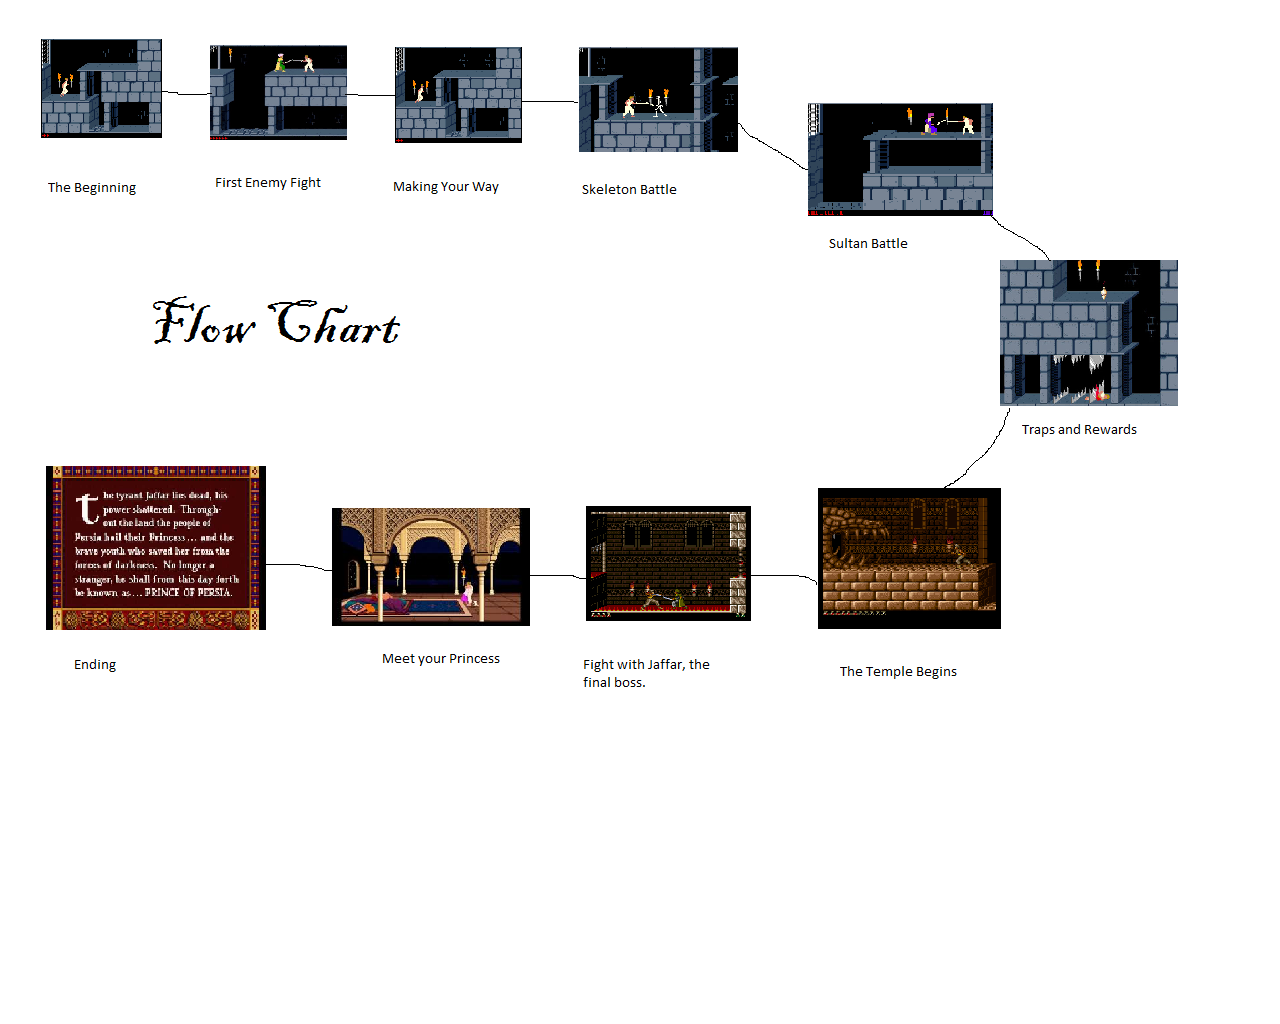 The Beginning
First Enemy Fight
Making Your Way
Skeleton Battle
Sultan Battle
Flow Chart
Traps and Rewards
the tyrant Jaffar lies dead, his
power shattered. Through-
out the land the people of
Persia hail their Princess... and the
brave youth who saved her from the
forces of darkness. No longer a
stranger, he shall from this day forth
be known as... PRINCE OF PERSIA.
Ending
Meet your Princess
Fight with Jaffar, the
final boss.
The Temple Begins